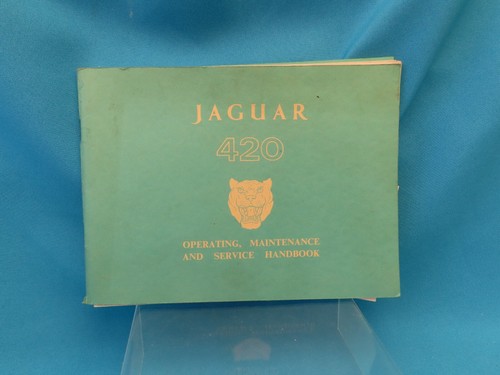 JAGUAR
420
OPERATING, MAINTENANCE
AND SERVICE HANDBOOK